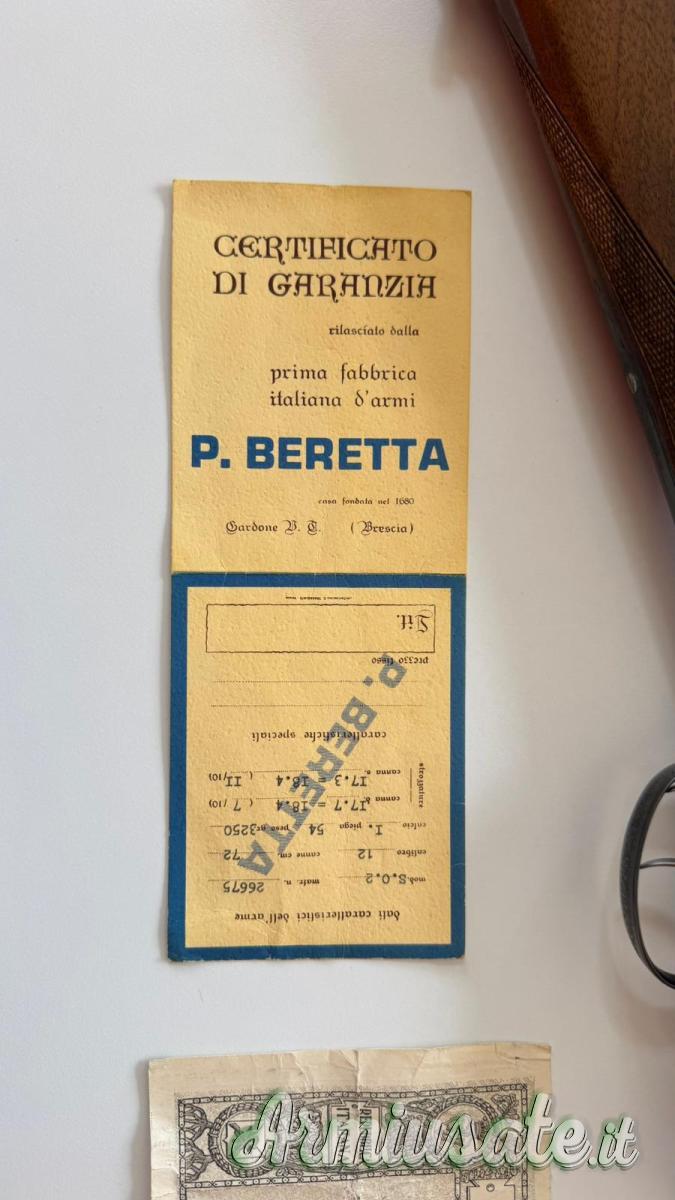 CERTIFICATO
DI GARANZIA
rilasciato dalla
prima fabbrica
italiana d'armi
P. BERETTA
casa fondata nel 1680
Gardone V. T. (Brescia)
dati caratteristici dell'arme
mod. S.O.2 matr. n. 26675
calibro 12 canne cm. 72
calcio I. piega 54 peso gr. 3250
strozzature
canna d. 17.7 = 18.4 ( 7 /10)
canna s. 17.3 = 18.4 ( II /10)
caratteristiche speciali
P. BERETTA
prezzo fisso
Lit.
Armiusate.it